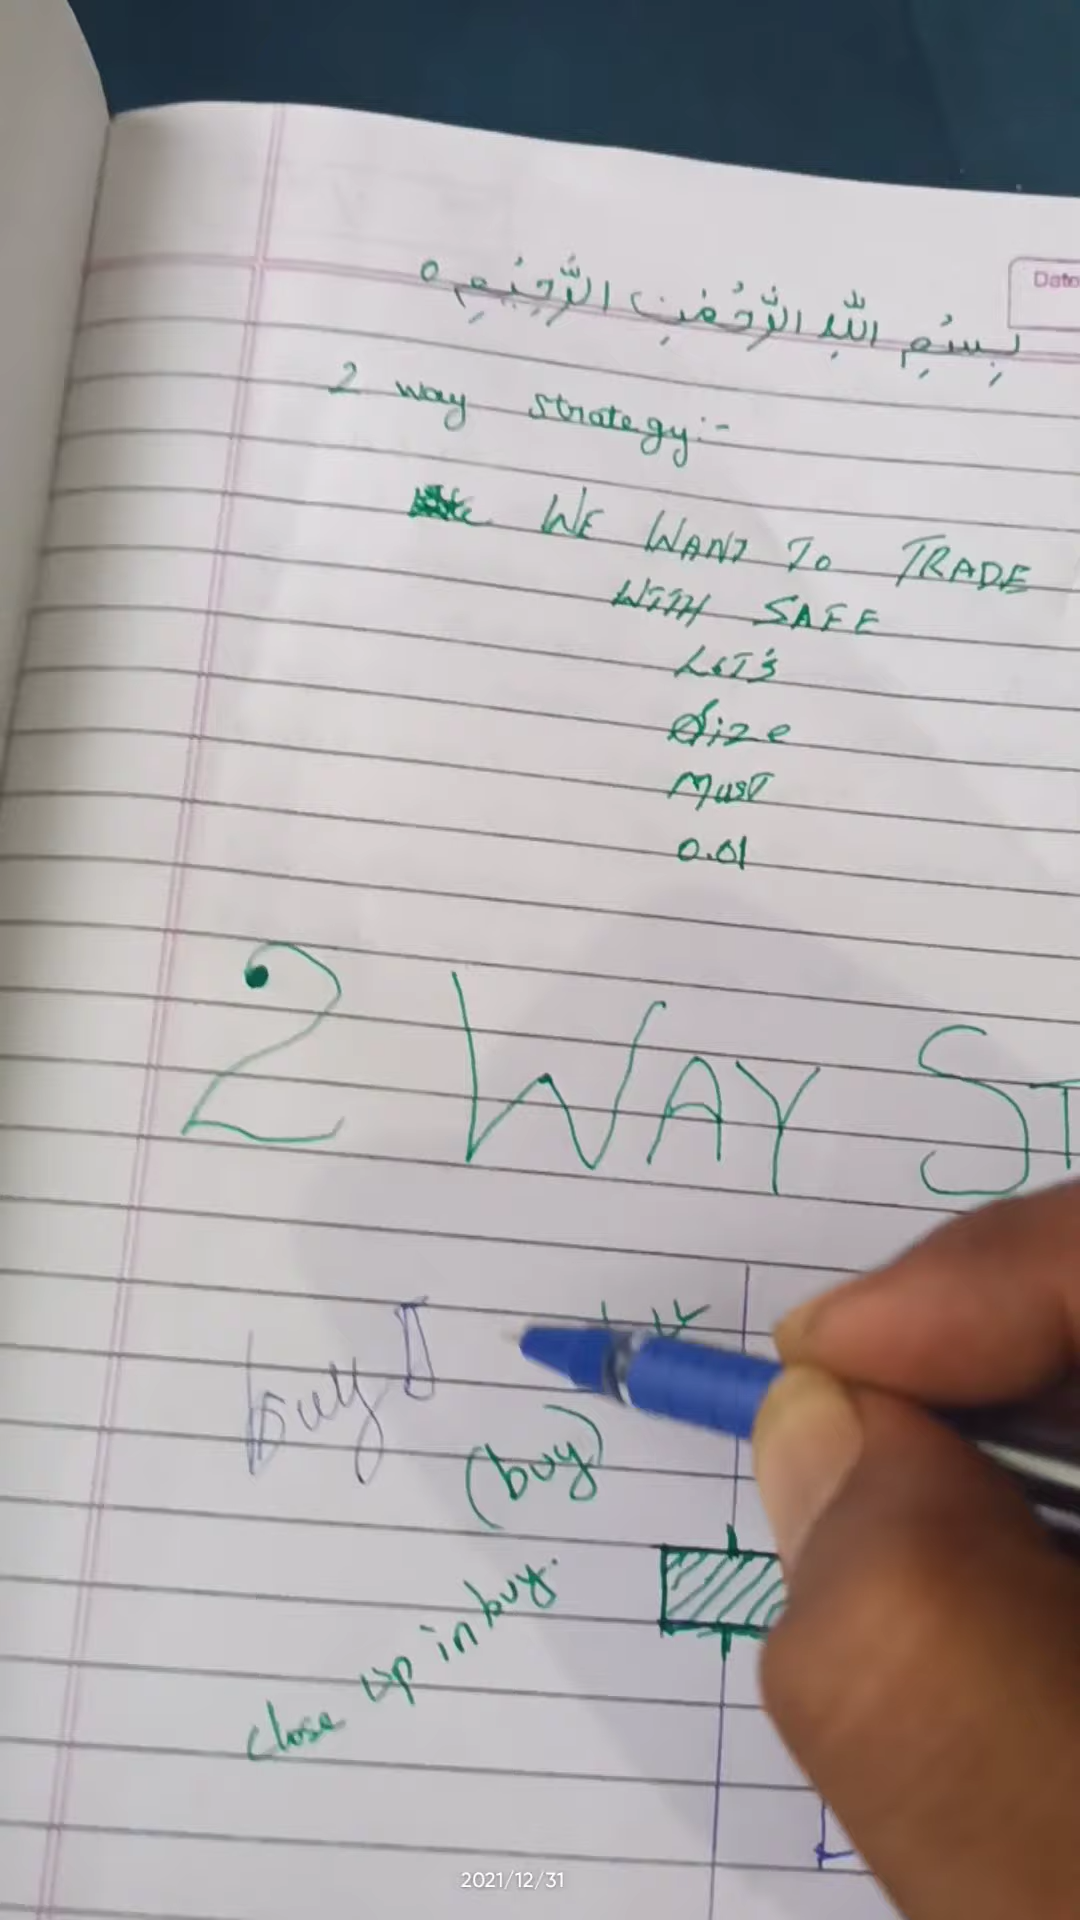 Date
بِسْمِ اللّٰهِ الرَّحْمٰنِ الرَّحِيْمِ ○
2 way strategy:-
WE WANT TO TRADE
WITH SAFE
LOT'S
Size
Must
0.01
2 WAY ST
buy
(buy)
close up in buy.
2021/12/31